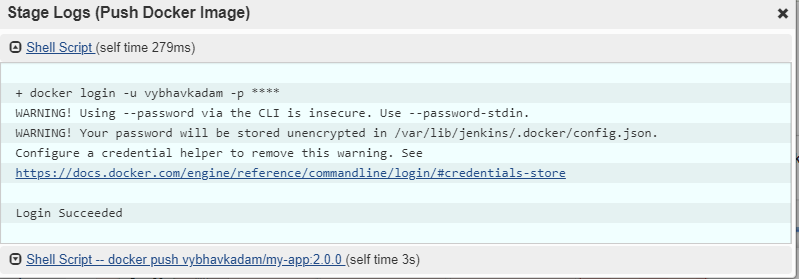 Stage Logs (Push Docker Image)
Shell Script (self time 279ms)
+ docker login -u vybhavkadam -p ****
WARNING! Using --password via the CLI is insecure. Use --password-stdin.
WARNING! Your password will be stored unencrypted in /var/lib/jenkins/.docker/config.json.
Configure a credential helper to remove this warning. See
https://docs.docker.com/engine/reference/commandline/login/#credentials-store
Login Succeeded
Shell Script -- docker push vybhavkadam/my-app:2.0.0 (self time 3s)